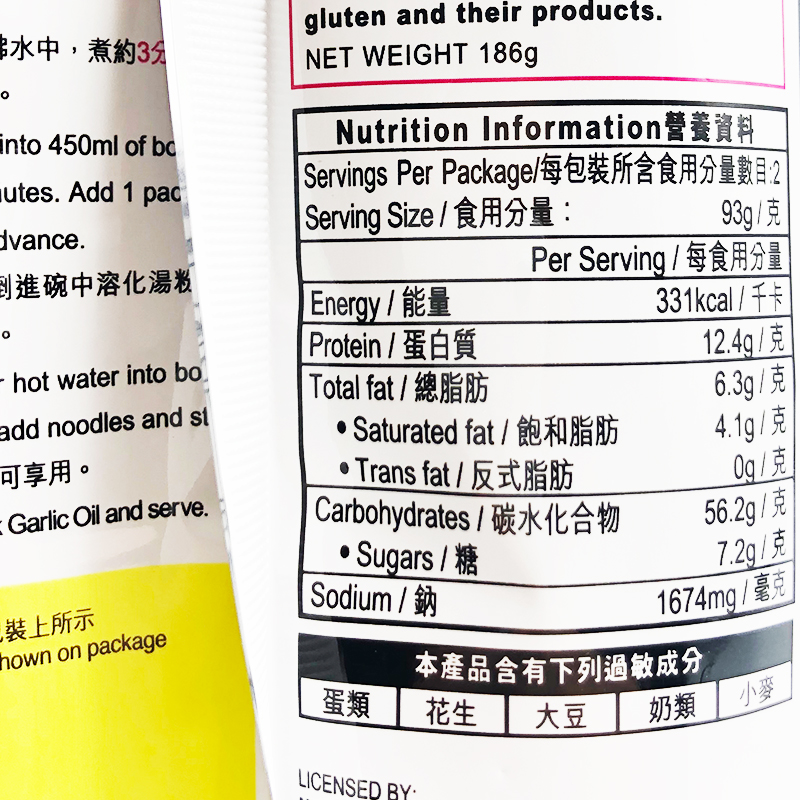 沸水中，煮約3分
。
into 450ml of bo
nutes. Add 1 pac
dvance.
倒進碗中溶化湯粉
。
r hot water into bo
add noodles and st
可享用。
k Garlic Oil and serve.
裝上所示
hown on package
gluten and their products.
NET WEIGHT 186g
Nutrition Information營養資料
Servings Per Package/每包裝所含食用分量數目:2
Serving Size / 食用分量： 93g / 克
Per Serving / 每食用分量
Energy / 能量 331kcal / 千卡
Protein / 蛋白質 12.4g / 克
Total fat / 總脂肪 6.3g / 克
• Saturated fat / 飽和脂肪 4.1g / 克
• Trans fat / 反式脂肪 0g / 克
Carbohydrates / 碳水化合物 56.2g / 克
• Sugars / 糖 7.2g / 克
Sodium / 鈉 1674mg / 毫克
本產品含有下列過敏成分
蛋類 花生 大豆 奶類 小麥
LICENSED BY: